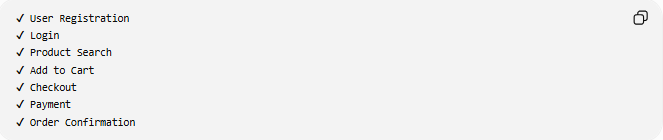 ✓ User Registration
✓ Login
✓ Product Search
✓ Add to Cart
✓ Checkout
✓ Payment
✓ Order Confirmation